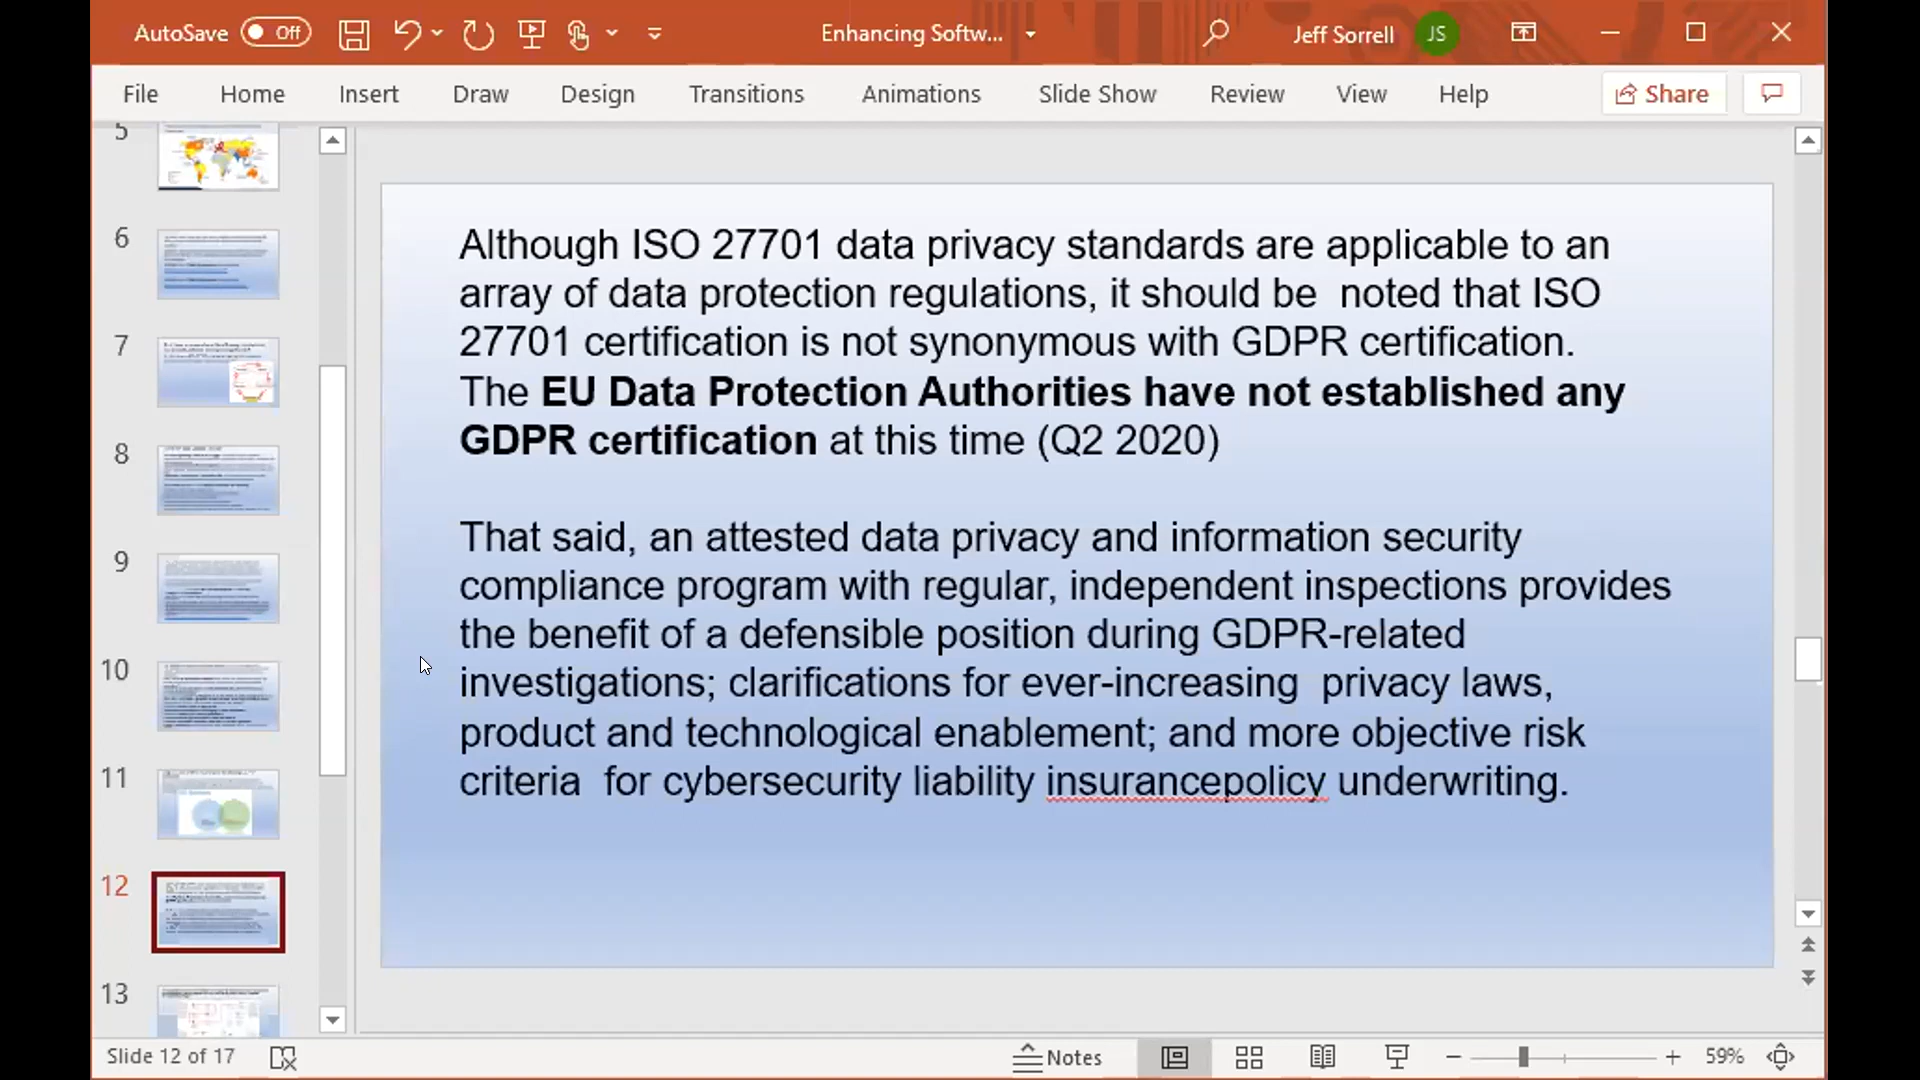 AutoSave Off Enhancing Softw... Jeff Sorrell JS
File Home Insert Draw Design Transitions Animations Slide Show Review View Help Share
5
6
7
8
9
10
11
12
13
Although ISO 27701 data privacy standards are applicable to an
array of data protection regulations, it should be  noted that ISO
27701 certification is not synonymous with GDPR certification.
The EU Data Protection Authorities have not established any
GDPR certification at this time (Q2 2020)
That said, an attested data privacy and information security
compliance program with regular, independent inspections provides
the benefit of a defensible position during GDPR-related
investigations; clarifications for ever-increasing  privacy laws,
product and technological enablement; and more objective risk
criteria  for cybersecurity liability insurancepolicy underwriting.
Slide 12 of 17 Notes 59%